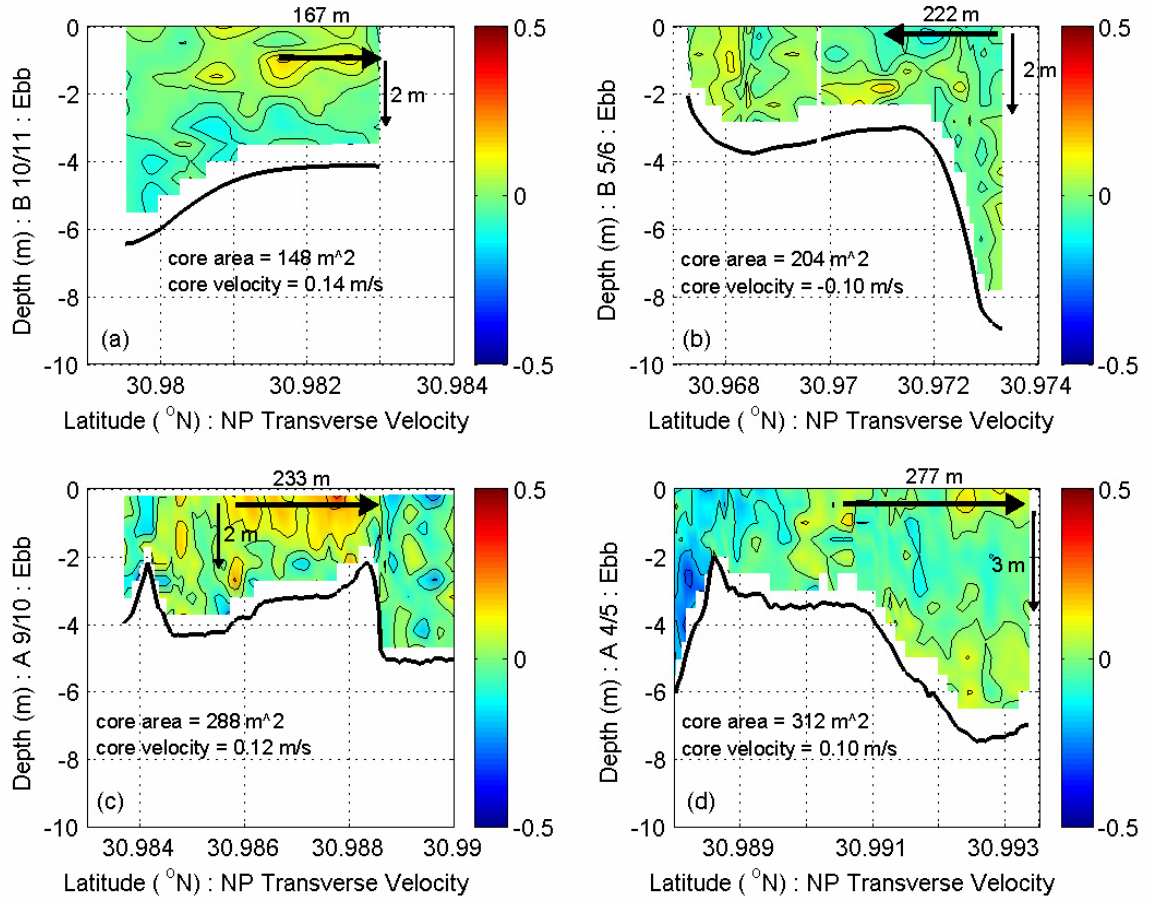 167 m
0
-2
-4
-6
-8
-10
Depth (m) : B 10/11 : Ebb
2 m
core area = 148 m^2
core velocity = 0.14 m/s
(a)
30.98
30.982
30.984
Latitude ( °N) : NP Transverse Velocity
0.5
0
-0.5
222 m
0
-2
-4
-6
-8
-10
Depth (m) : B 5/6 : Ebb
2 m
core area = 204 m^2
core velocity = -0.10 m/s
(b)
30.968
30.97
30.972
30.974
Latitude ( °N) : NP Transverse Velocity
0.5
0
-0.5
233 m
0
-2
-4
-6
-8
-10
Depth (m) : A 9/10 : Ebb
2 m
core area = 288 m^2
core velocity = 0.12 m/s
(c)
30.984
30.986
30.988
30.99
Latitude ( °N) : NP Transverse Velocity
0.5
0
-0.5
277 m
0
-2
-4
-6
-8
-10
Depth (m) : A 4/5 : Ebb
3 m
core area = 312 m^2
core velocity = 0.10 m/s
(d)
30.989
30.991
30.993
Latitude ( °N) : NP Transverse Velocity
0.5
0
-0.5